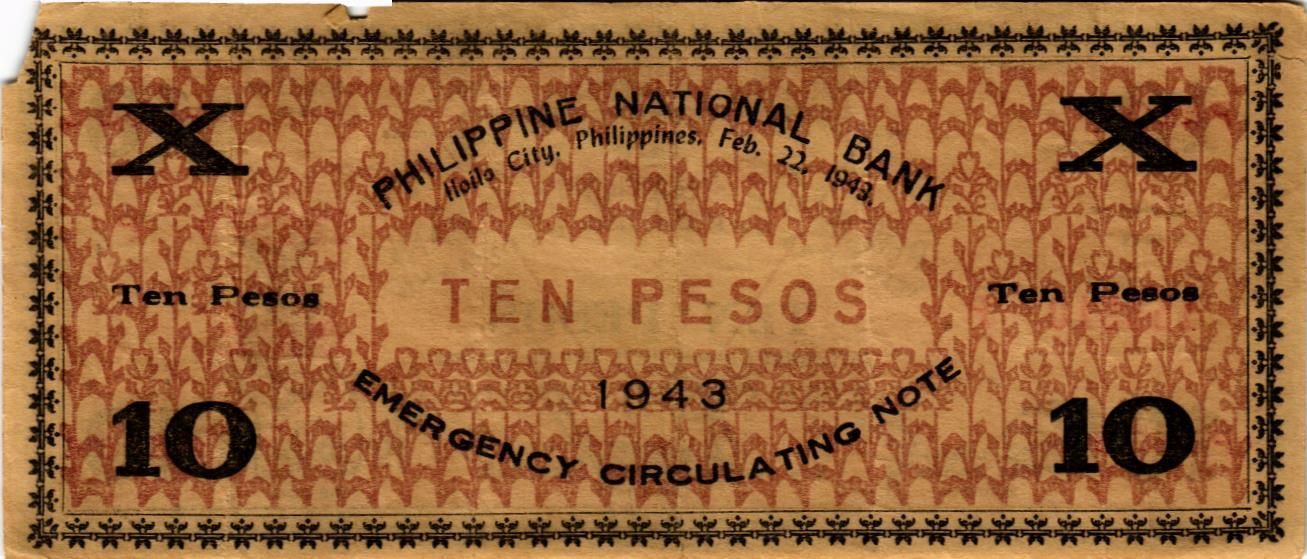 X
X
PHILIPPINE NATIONAL BANK
Iloilo City, Philippines, Feb. 22, 1943.
Ten Pesos
TEN PESOS
Ten Pesos
1943
EMERGENCY CIRCULATING NOTE
10
10